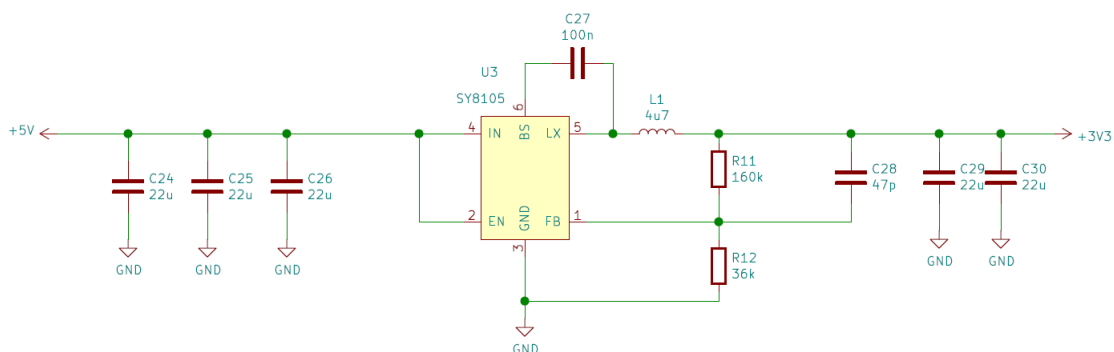 C27
100n
U3
SY8105
6
BS
+5V
4
IN
LX
5
L1
4u7
+3V3
C24
22u
C25
22u
C26
22u
R11
160k
C28
47p
C29
22u
C30
22u
2
EN
GND
FB
1
3
R12
36k
GND
GND
GND
GND
GND
GND